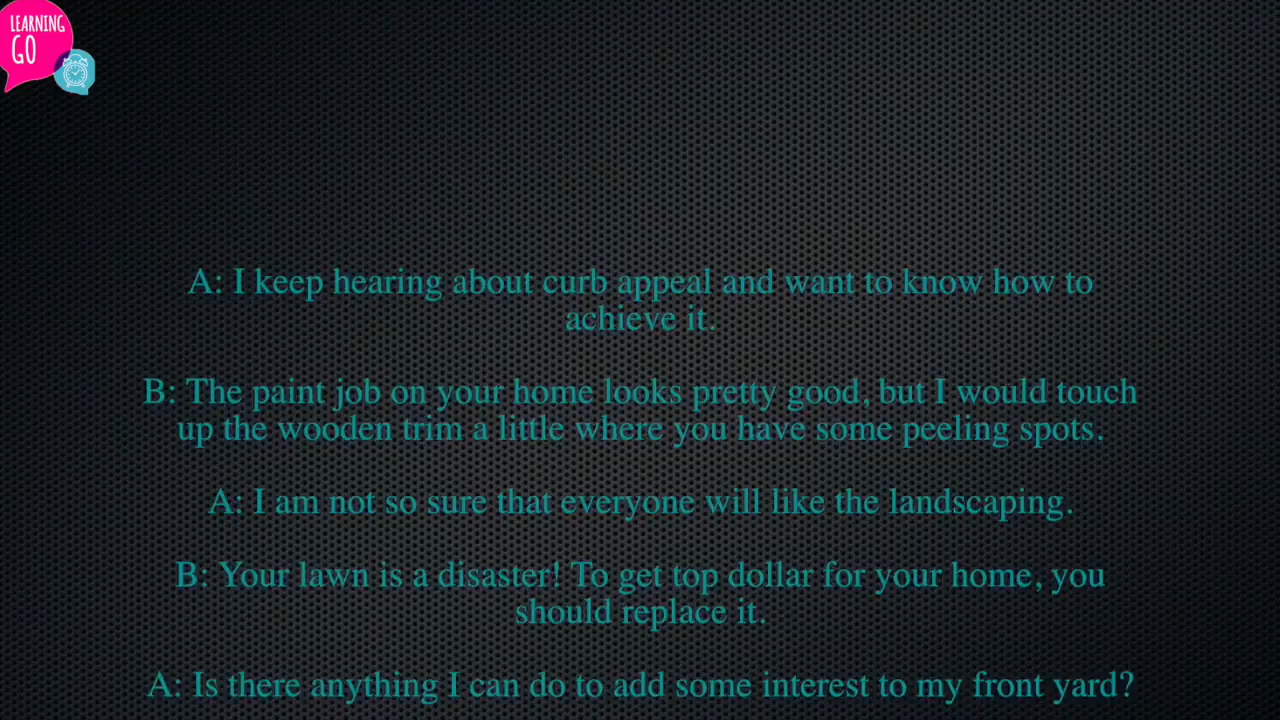 LEARNING
GO
A: I keep hearing about curb appeal and want to know how to
achieve it.
B: The paint job on your home looks pretty good, but I would touch
up the wooden trim a little where you have some peeling spots.
A: I am not so sure that everyone will like the landscaping.
B: Your lawn is a disaster! To get top dollar for your home, you
should replace it.
A: Is there anything I can do to add some interest to my front yard?